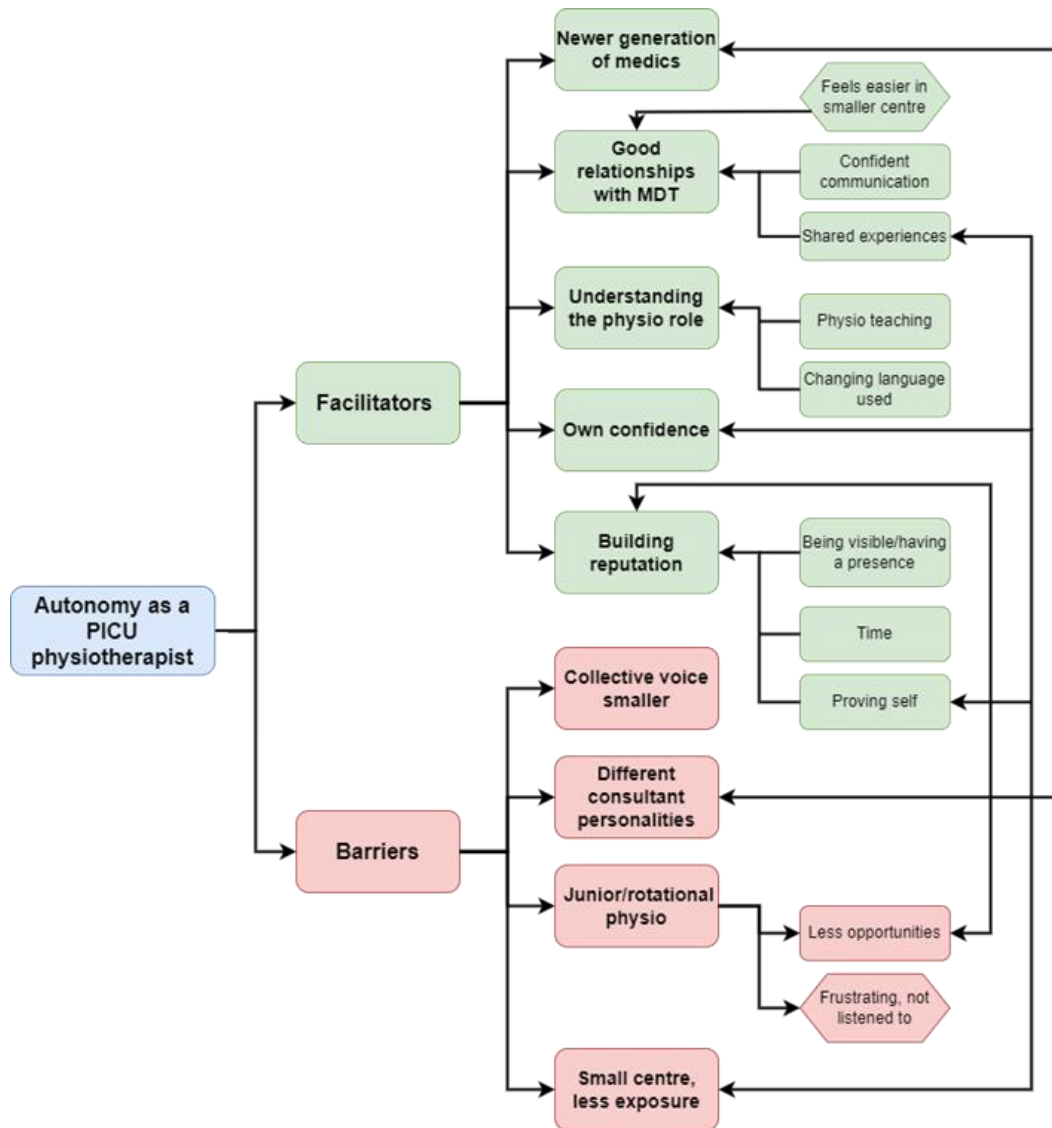 Newer generation
of medics
Feels easier in
smaller centre
Good
relationships
with MDT
Confident
communication
Shared experiences
Understanding
the physio role
Physio teaching
Changing language
used
Facilitators
Own confidence
Building
reputation
Being visible/having
a presence
Time
Proving self
Autonomy as a
PICU
physiotherapist
Collective voice
smaller
Different
consultant
personalities
Barriers
Junior/rotational
physio
Less opportunities
Frustrating, not
listened to
Small centre,
less exposure